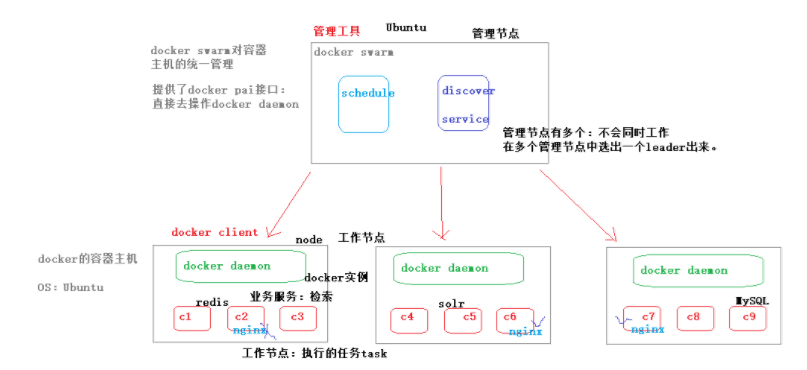 管理工具
Ubuntu
管理节点
docker swarm对容器
主机的统一管理
docker swarm
提供了docker pai接口：
直接去操作docker daemon
schedule
discover
service
管理节点有多个：不会同时工作
在多个管理节点中选出一个leader出来。
docker client
node
工作节点
docker的容器主机
OS：Ubuntu
docker daemon
docker实例
redis
业务服务：检索
c1
c2
c3
nginx
工作节点：执行的任务task
docker daemon
solr
c4
c5
c6
nginx
docker daemon
MySQL
c7
c8
c9
nginx